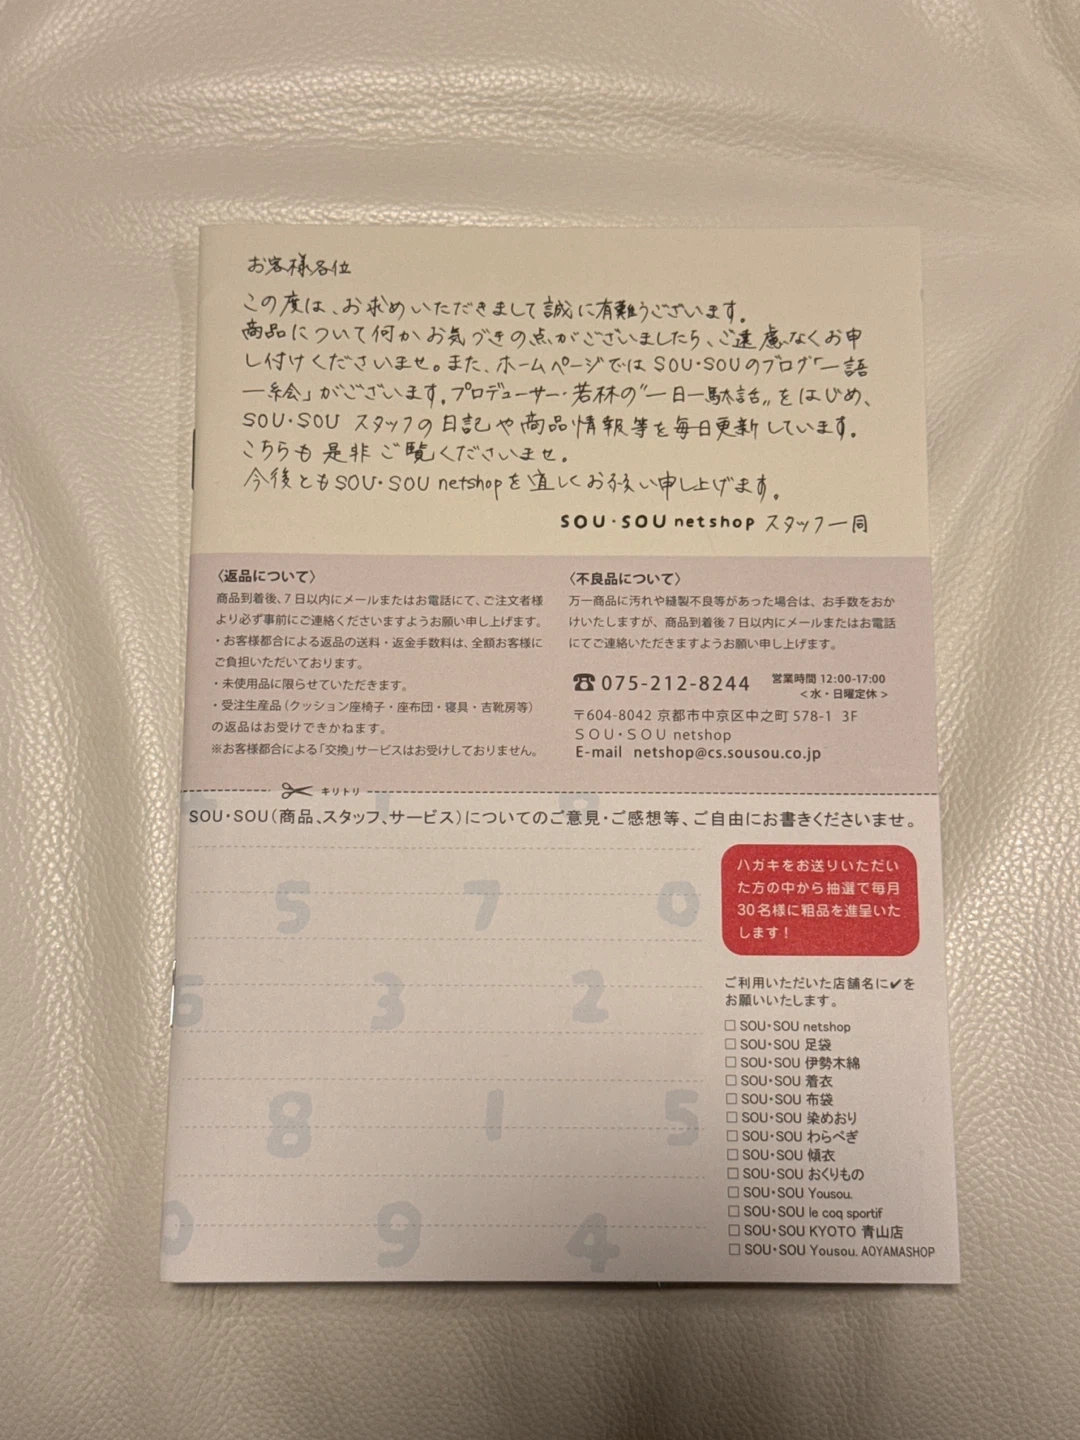 お客様各位
この度は、お求めいただきまして誠に有難うございます。
商品について何かお気づきの点がございましたら、ご遠慮なくお申
し付けくださいませ。また、ホームページではSOU・SOUのブログ「一語
一絵」がございます。プロデューサー・若林の〝一日一駄話〟をはじめ、
SOU・SOU スタッフの日記や商品情報等を毎日更新しています。
こちらも是非ご覧くださいませ。
今後ともSOU・SOU netshopを宜しくお願い申し上げます。
SOU・SOU netshop スタッフ一同
〈返品について〉
商品到着後、7日以内にメールまたはお電話にて、ご注文者様
より必ず事前にご連絡くださいますようお願い申し上げます。
・お客様都合による返品の送料・返金手数料は、全額お客様に
ご負担いただいております。
・未使用品に限らせていただきます。
・受注生産品（クッション座椅子・座布団・寝具・吉靴房等）
の返品はお受けできかねます。
※お客様都合による「交換」サービスはお受けしておりません。
〈不良品について〉
万一商品に汚れや縫製不良等があった場合は、お手数をおか
けいたしますが、商品到着後7日以内にメールまたはお電話
にてご連絡いただきますようお願い申し上げます。
☎075-212-8244 営業時間 12:00-17:00
＜水・日曜定休＞
〒604-8042 京都市中京区中之町 578-1 3F
SOU・SOU netshop
E-mail netshop@cs.sousou.co.jp
キリトリ
SOU・SOU（商品、スタッフ、サービス）についてのご意見・ご感想等、ご自由にお書きくださいませ。
5 7 0
6 3 2
8 1 5
0 9 4
ハガキをお送りいただい
た方の中から抽選で毎月
30名様に粗品を進呈いた
します！
ご利用いただいた店舗名に✔を
お願いいたします。
□ SOU・SOU netshop
□ SOU・SOU 足袋
□ SOU・SOU 伊勢木綿
□ SOU・SOU 着衣
□ SOU・SOU 布袋
□ SOU・SOU 染めおり
□ SOU・SOU わらべぎ
□ SOU・SOU 傾衣
□ SOU・SOU おくりもの
□ SOU・SOU Yousou.
□ SOU・SOU le coq sportif
□ SOU・SOU KYOTO 青山店
□ SOU・SOU Yousou. AOYAMASHOP